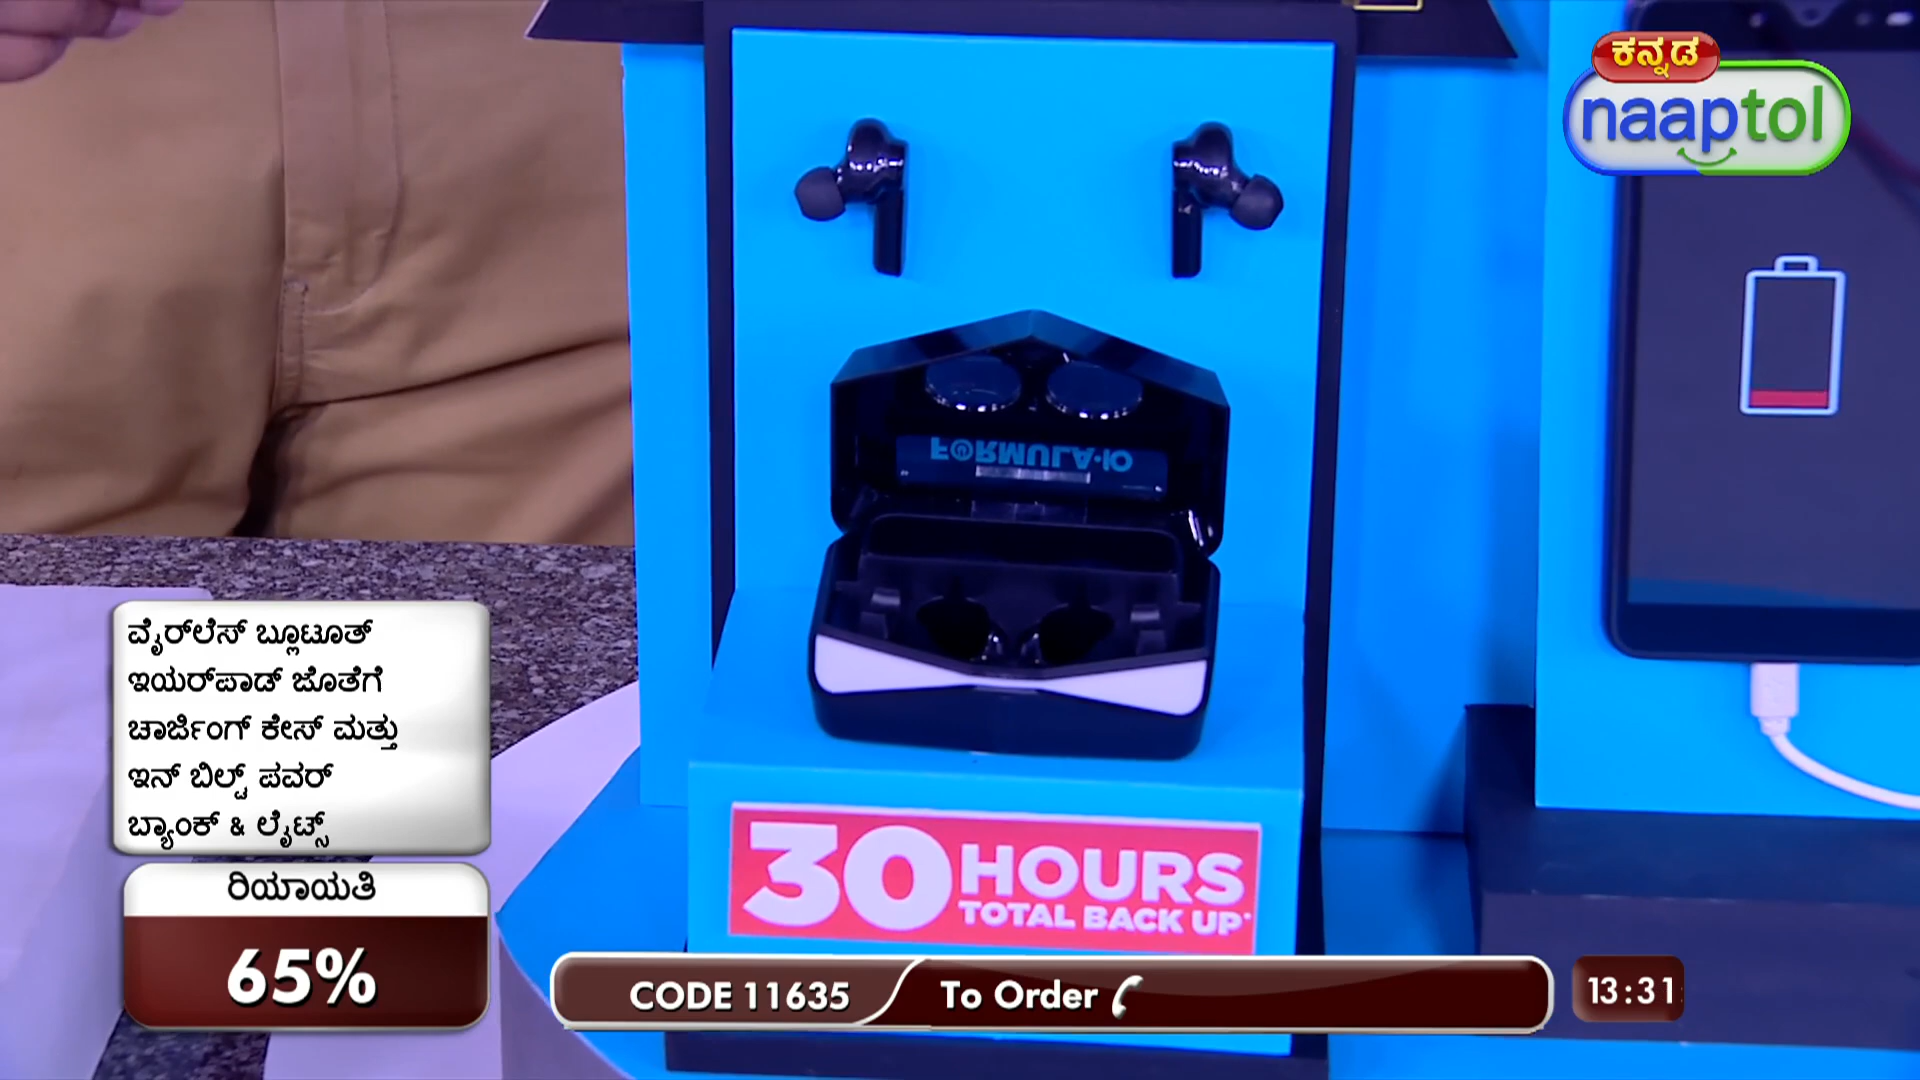 ಕನ್ನಡ
naaptol
FORMULA·10
ವೈರ್‌ಲೆಸ್ ಬ್ಲೂಟೂತ್
ಇಯರ್‌ಪಾಡ್ ಜೊತೆಗೆ
ಚಾರ್ಜಿಂಗ್ ಕೇಸ್ ಮತ್ತು
ಇನ್ ಬಿಲ್ಟ್ ಪವರ್
ಬ್ಯಾಂಕ್ & ಲೈಟ್ಸ್
ರಿಯಾಯತಿ
65%
30 HOURS
TOTAL BACK UP*
CODE 11635
To Order
13:31